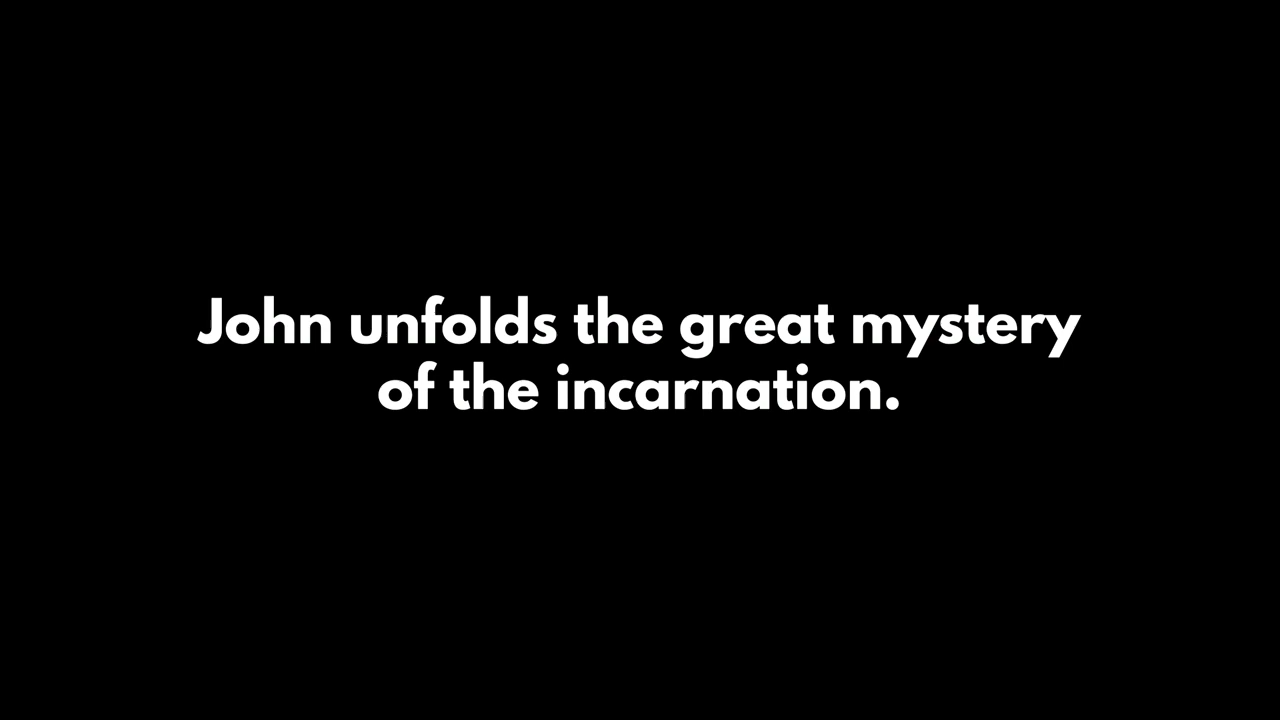 John unfolds the great mystery
of the incarnation.